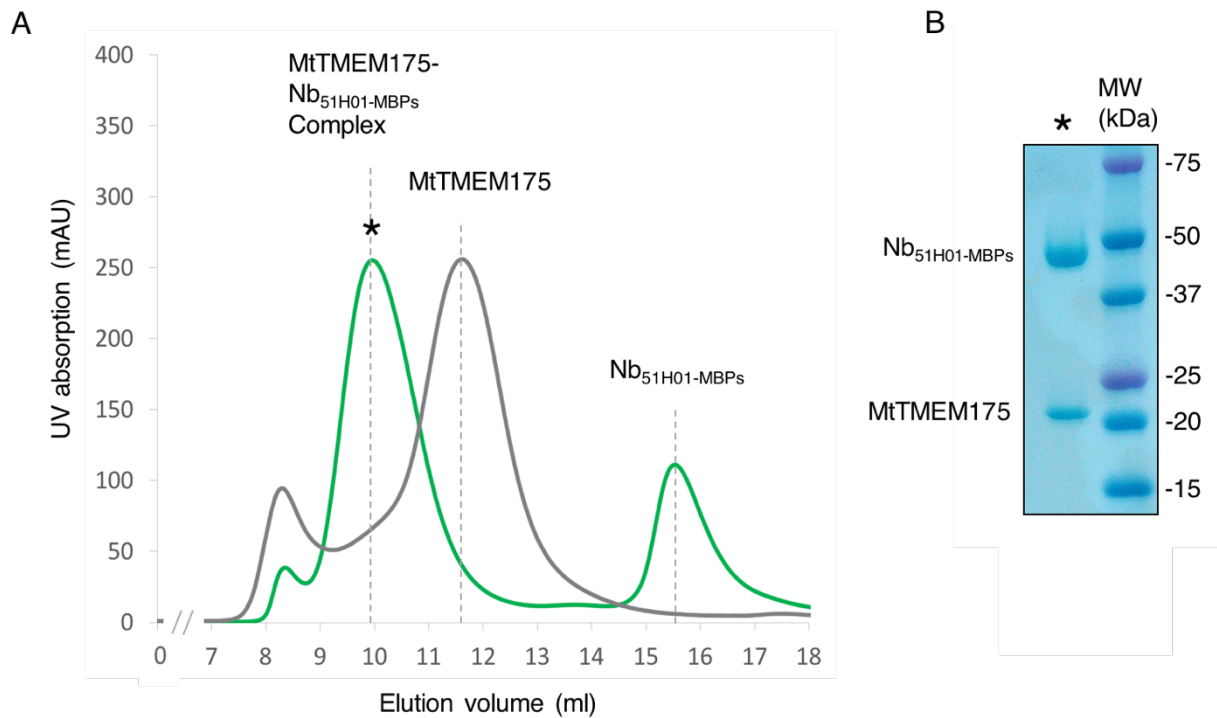 A
400
350
300
250
200
150
100
50
0
UV absorption (mAU)
MtTMEM175-
Nb51H01-MBPs
Complex
*
MtTMEM175
Nb51H01-MBPs
0 // 7 8 9 10 11 12 13 14 15 16 17 18
Elution volume (ml)
B
MW
* (kDa)
-75
Nb51H01-MBPs
-50
-37
-25
MtTMEM175
-20
-15